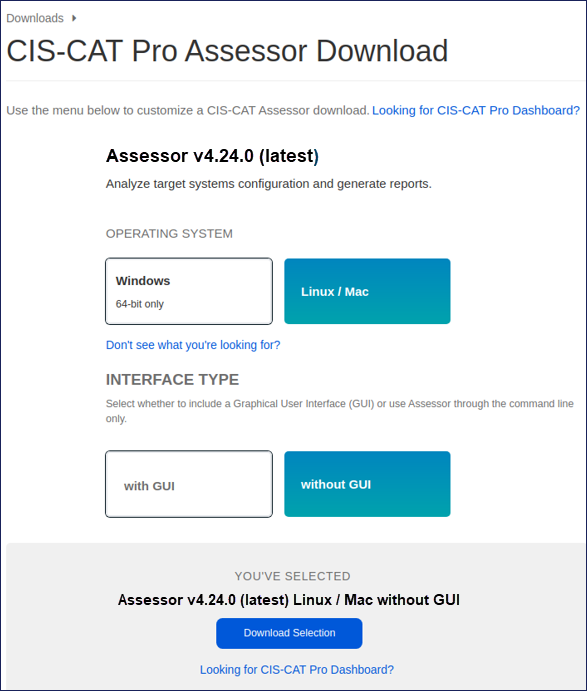 Downloads
CIS-CAT Pro Assessor Download
Use the menu below to customize a CIS-CAT Assessor download. Looking for CIS-CAT Pro Dashboard?
Assessor v4.24.0 (latest)
Analyze target systems configuration and generate reports.
OPERATING SYSTEM
Windows
64-bit only
Linux / Mac
Don't see what you're looking for?
INTERFACE TYPE
Select whether to include a Graphical User Interface (GUI) or use Assessor through the command line
only.
with GUI
without GUI
YOU'VE SELECTED
Assessor v4.24.0 (latest) Linux / Mac without GUI
Download Selection
Looking for CIS-CAT Pro Dashboard?